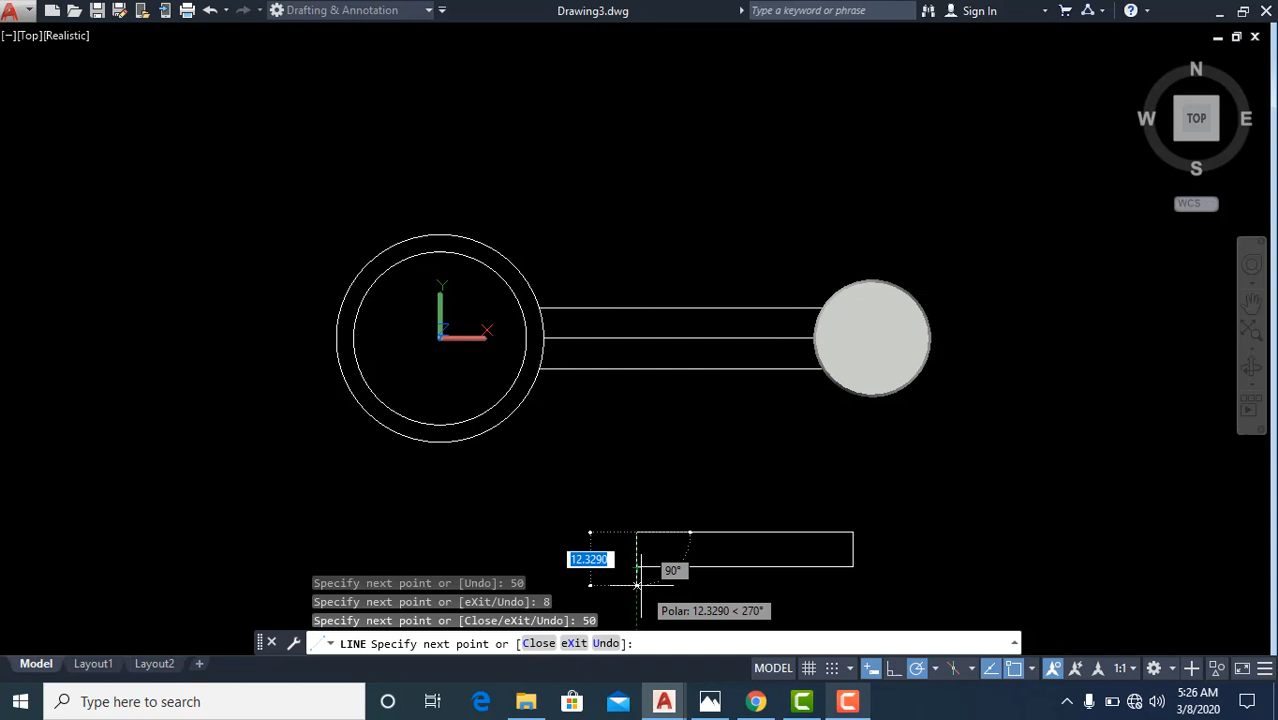 Drafting & Annotation
Drawing3.dwg
Type a keyword or phrase
Sign In
[−][Top][Realistic]
N
W
TOP
E
S
WCS
Y
X
Z
12.3290
90°
Polar: 12.3290 < 270°
Specify next point or [Undo]: 50
Specify next point or [eXit/Undo]: 8
Specify next point or [Close/eXit/Undo]: 50
LINE Specify next point or [Close eXit Undo]:
Model
Layout1
Layout2
+
MODEL
1:1
Type here to search
5:26 AM
3/8/2020